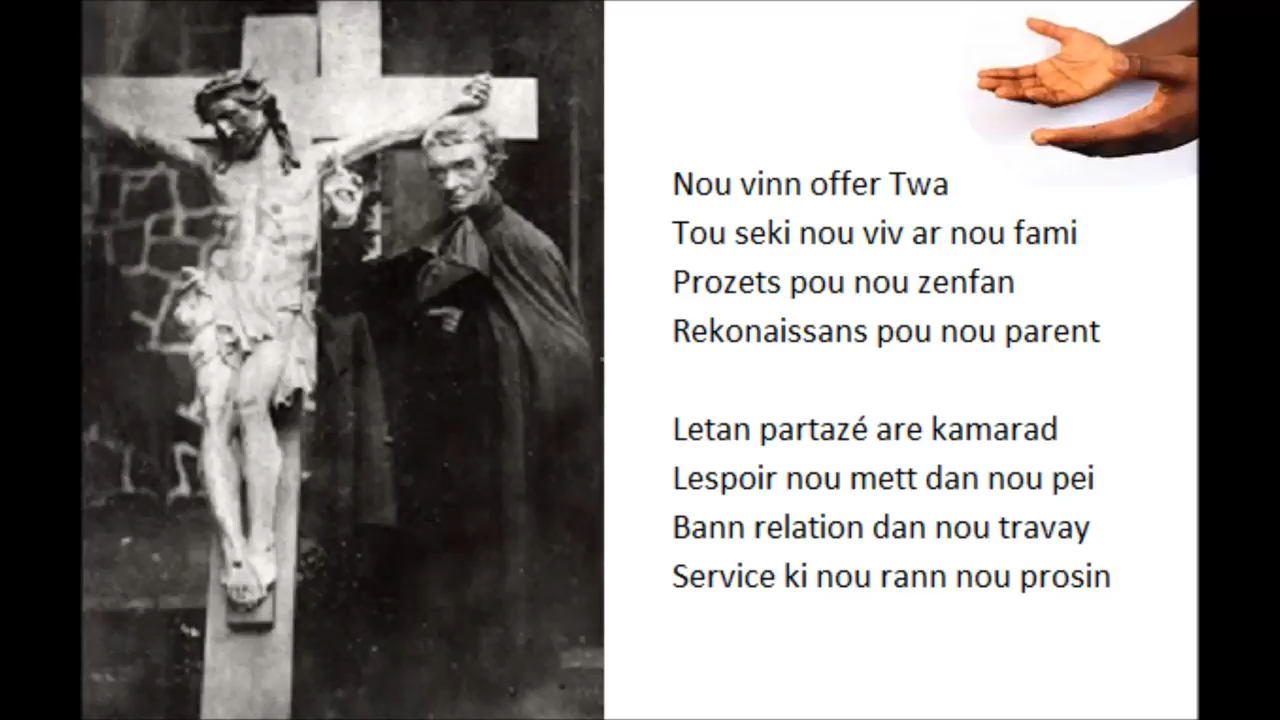 Nou vinn offer Twa
Tou seki nou viv ar nou fami
Prozets pou nou zenfan
Rekonaissans pou nou parent
Letan partazé are kamarad
Lespoir nou mett dan nou pei
Bann relation dan nou travay
Service ki nou rann nou prosin